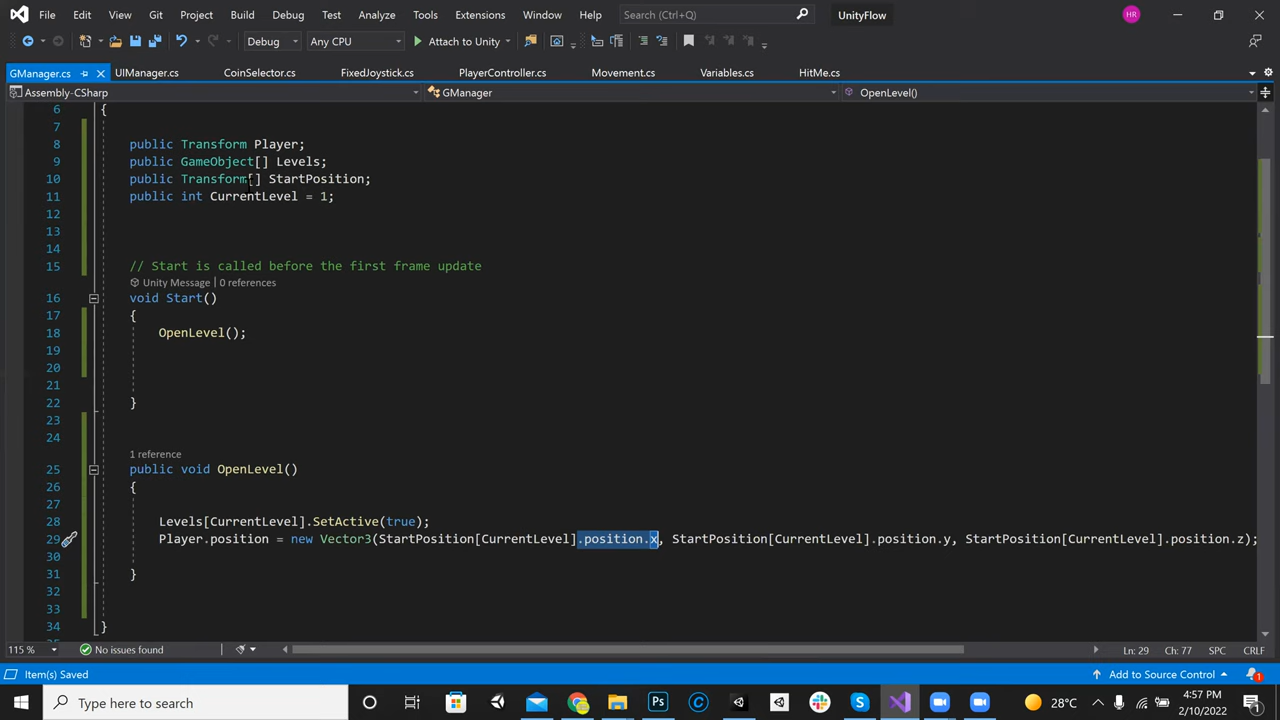 File Edit View Git Project Build Debug Test Analyze Tools Extensions Window Help Search (Ctrl+Q) UnityFlow HR
Debug Any CPU Attach to Unity
GManager.cs UIManager.cs CoinSelector.cs FixedJoystick.cs PlayerController.cs Movement.cs Variables.cs HitMe.cs
Assembly-CSharp GManager OpenLevel()
6 {
7
8 public Transform Player;
9 public GameObject[] Levels;
10 public Transform[] StartPosition;
11 public int CurrentLevel = 1;
12
13
14
15 // Start is called before the first frame update
Unity Message | 0 references
16 void Start()
17 {
18 OpenLevel();
19
20
21
22 }
23
24
1 reference
25 public void OpenLevel()
26 {
27
28 Levels[CurrentLevel].SetActive(true);
29 Player.position = new Vector3(StartPosition[CurrentLevel].position.x, StartPosition[CurrentLevel].position.y, StartPosition[CurrentLevel].position.z);
30
31 }
32
33
34 }
115 % No issues found Ln: 29 Ch: 77 SPC CRLF
Item(s) Saved Add to Source Control 1
Type here to search Ps 28°C 4:57 PM
2/10/2022